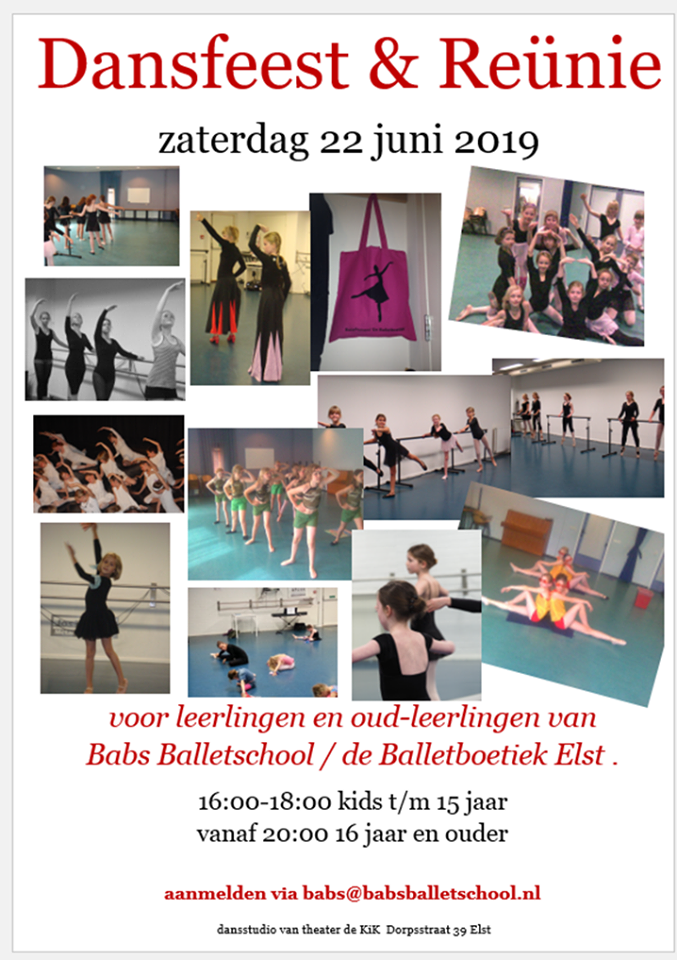 Dansfeest & Reünie
zaterdag 22 juni 2019
voor leerlingen en oud-leerlingen van
Babs Balletschool / de Balletboetiek Elst .
16:00-18:00 kids t/m 15 jaar
vanaf 20:00 16 jaar en ouder
aanmelden via babs@babsballetschool.nl
dansstudio van theater de KiK Dorpsstraat 39 Elst